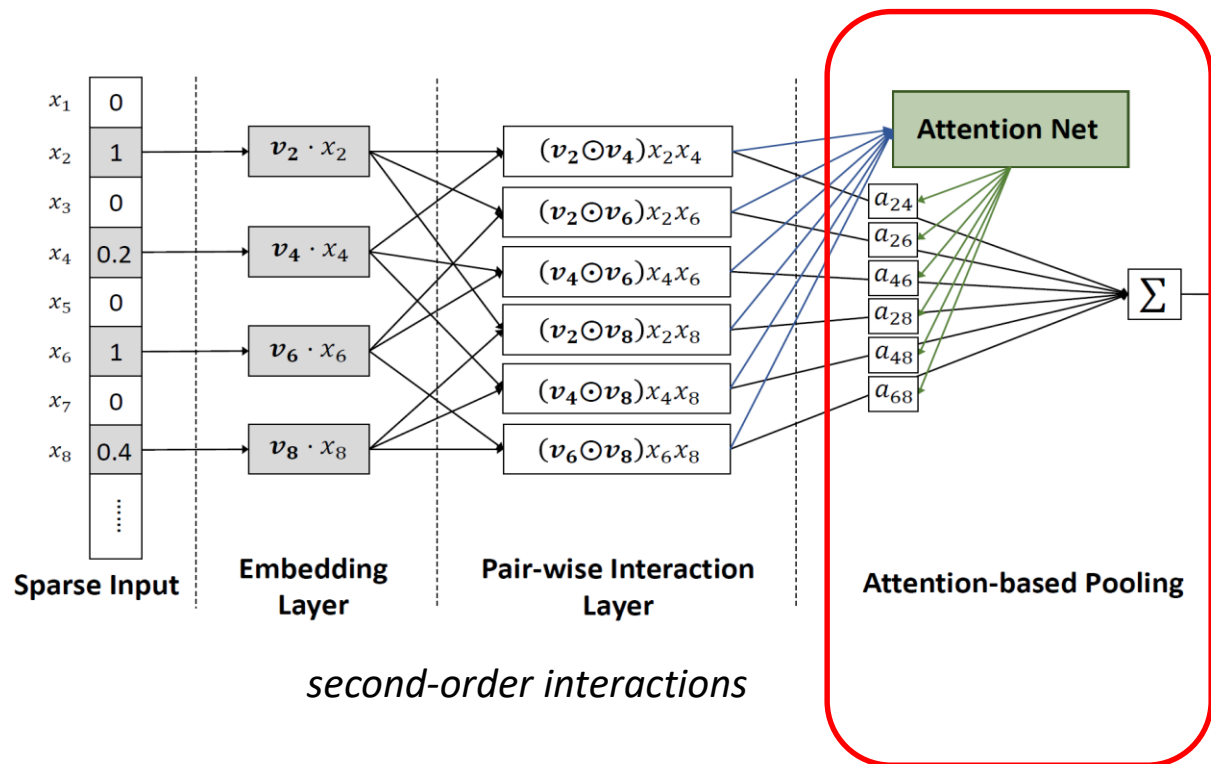 x₁ 0
x₂ 1
x₃ 0
x₄ 0.2
x₅ 0
x₆ 1
x₇ 0
x₈ 0.4
......
Sparse Input
v₂ · x₂
v₄ · x₄
v₆ · x₆
v₈ · x₈
Embedding
Layer
(v₂⊙v₄)x₂x₄
(v₂⊙v₆)x₂x₆
(v₄⊙v₆)x₄x₆
(v₂⊙v₈)x₂x₈
(v₄⊙v₈)x₄x₈
(v₆⊙v₈)x₆x₈
Pair-wise Interaction
Layer
Attention Net
a₂₄
a₂₆
a₄₆
a₂₈
a₄₈
a₆₈
∑
Attention-based Pooling
second-order interactions